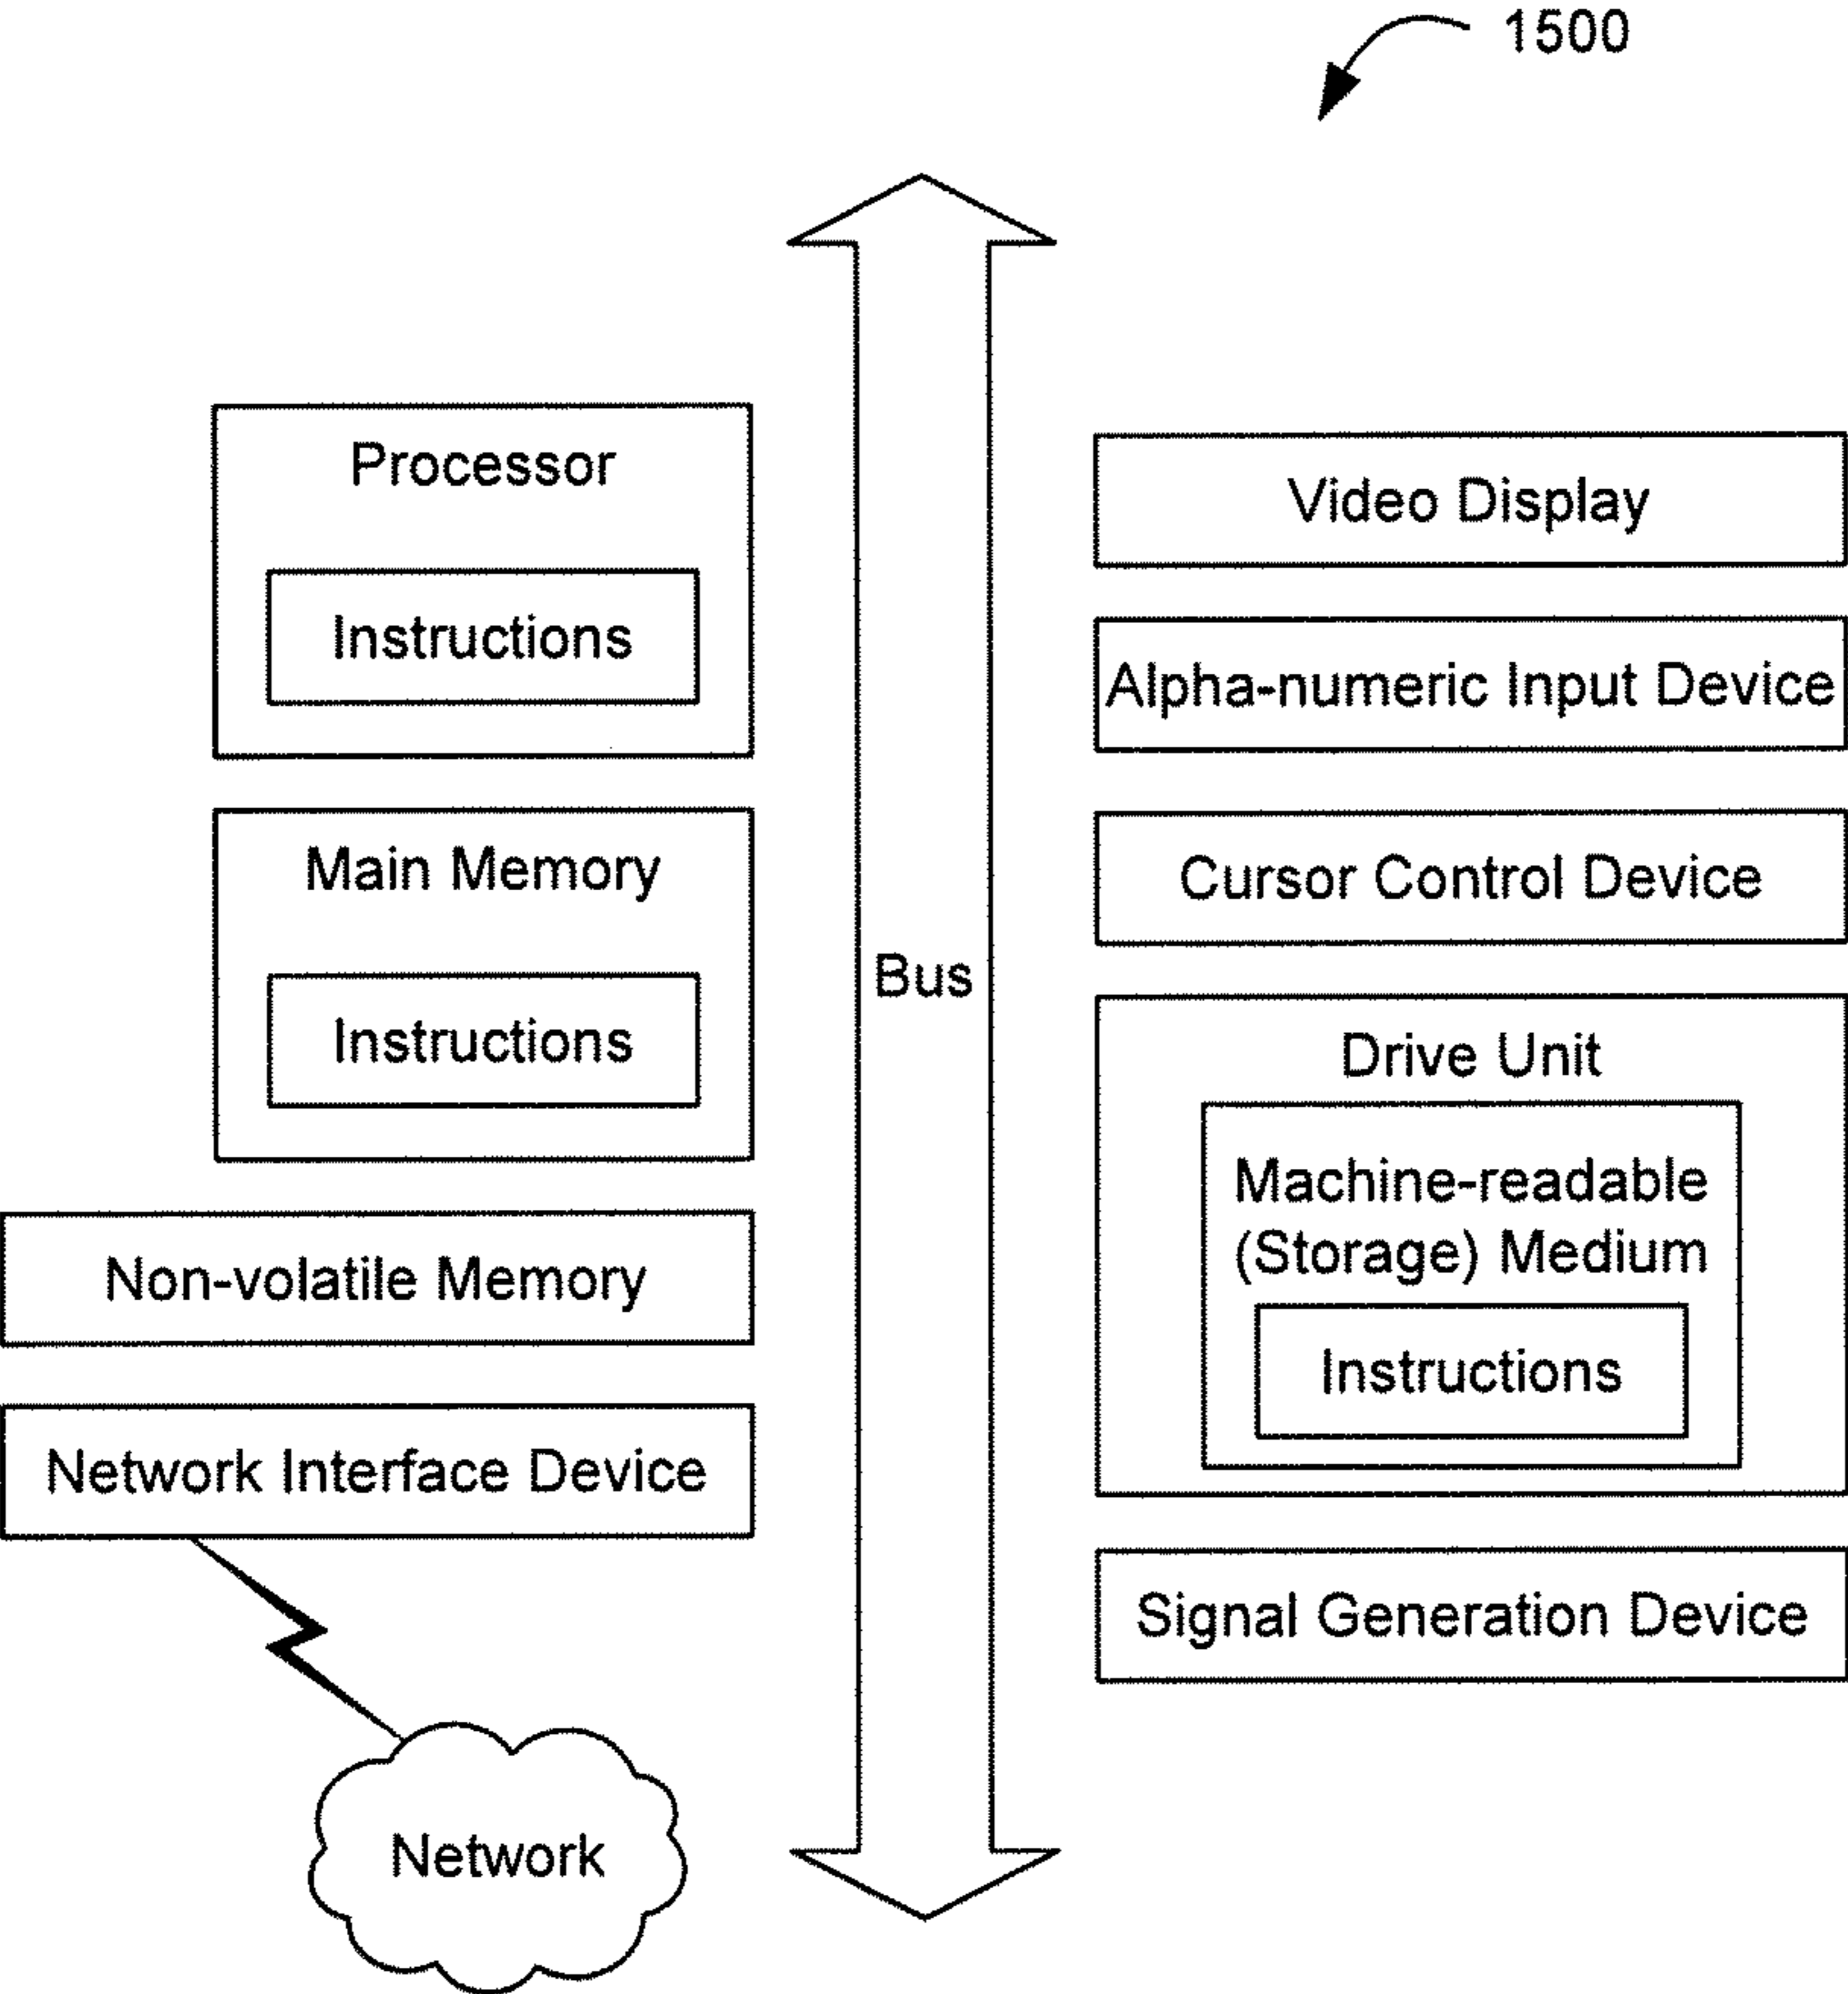 1500
Processor
Instructions
Main Memory
Instructions
Non-volatile Memory
Network Interface Device
Network
Bus
Video Display
Alpha-numeric Input Device
Cursor Control Device
Drive Unit
Machine-readable
(Storage) Medium
Instructions
Signal Generation Device